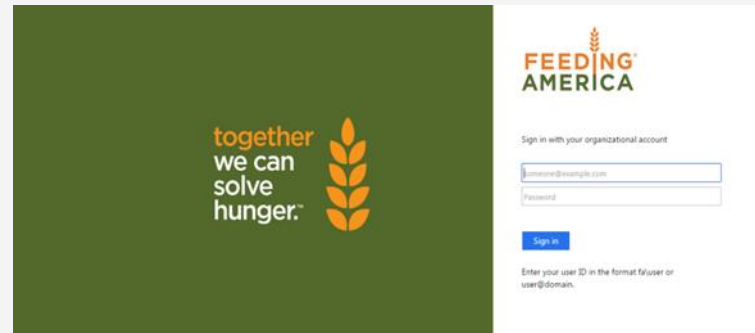 together
we can
solve
hunger.™
FEEDING®
AMERICA
Sign in with your organizational account
someone@example.com
Password
Sign in
Enter your user ID in the format fa\user or
user@domain.